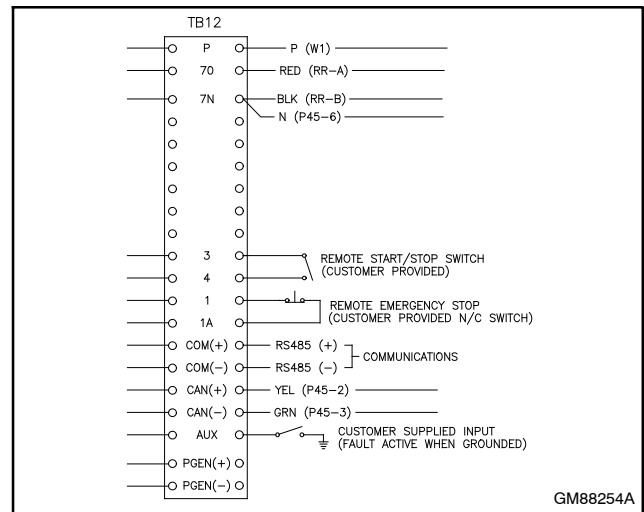 TB12
P P (W1)
70 RED (RR-A)
7N BLK (RR-B)
N (P45-6)
3 REMOTE START/STOP SWITCH
4 (CUSTOMER PROVIDED)
1 REMOTE EMERGENCY STOP
1A (CUSTOMER PROVIDED N/C SWITCH)
COM(+) RS485 (+)
COMMUNICATIONS
COM(-) RS485 (-)
CAN(+) YEL (P45-2)
CAN(-) GRN (P45-3)
AUX CUSTOMER SUPPLIED INPUT
(FAULT ACTIVE WHEN GROUNDED)
PGEN(+)
PGEN(-)
GM88254A